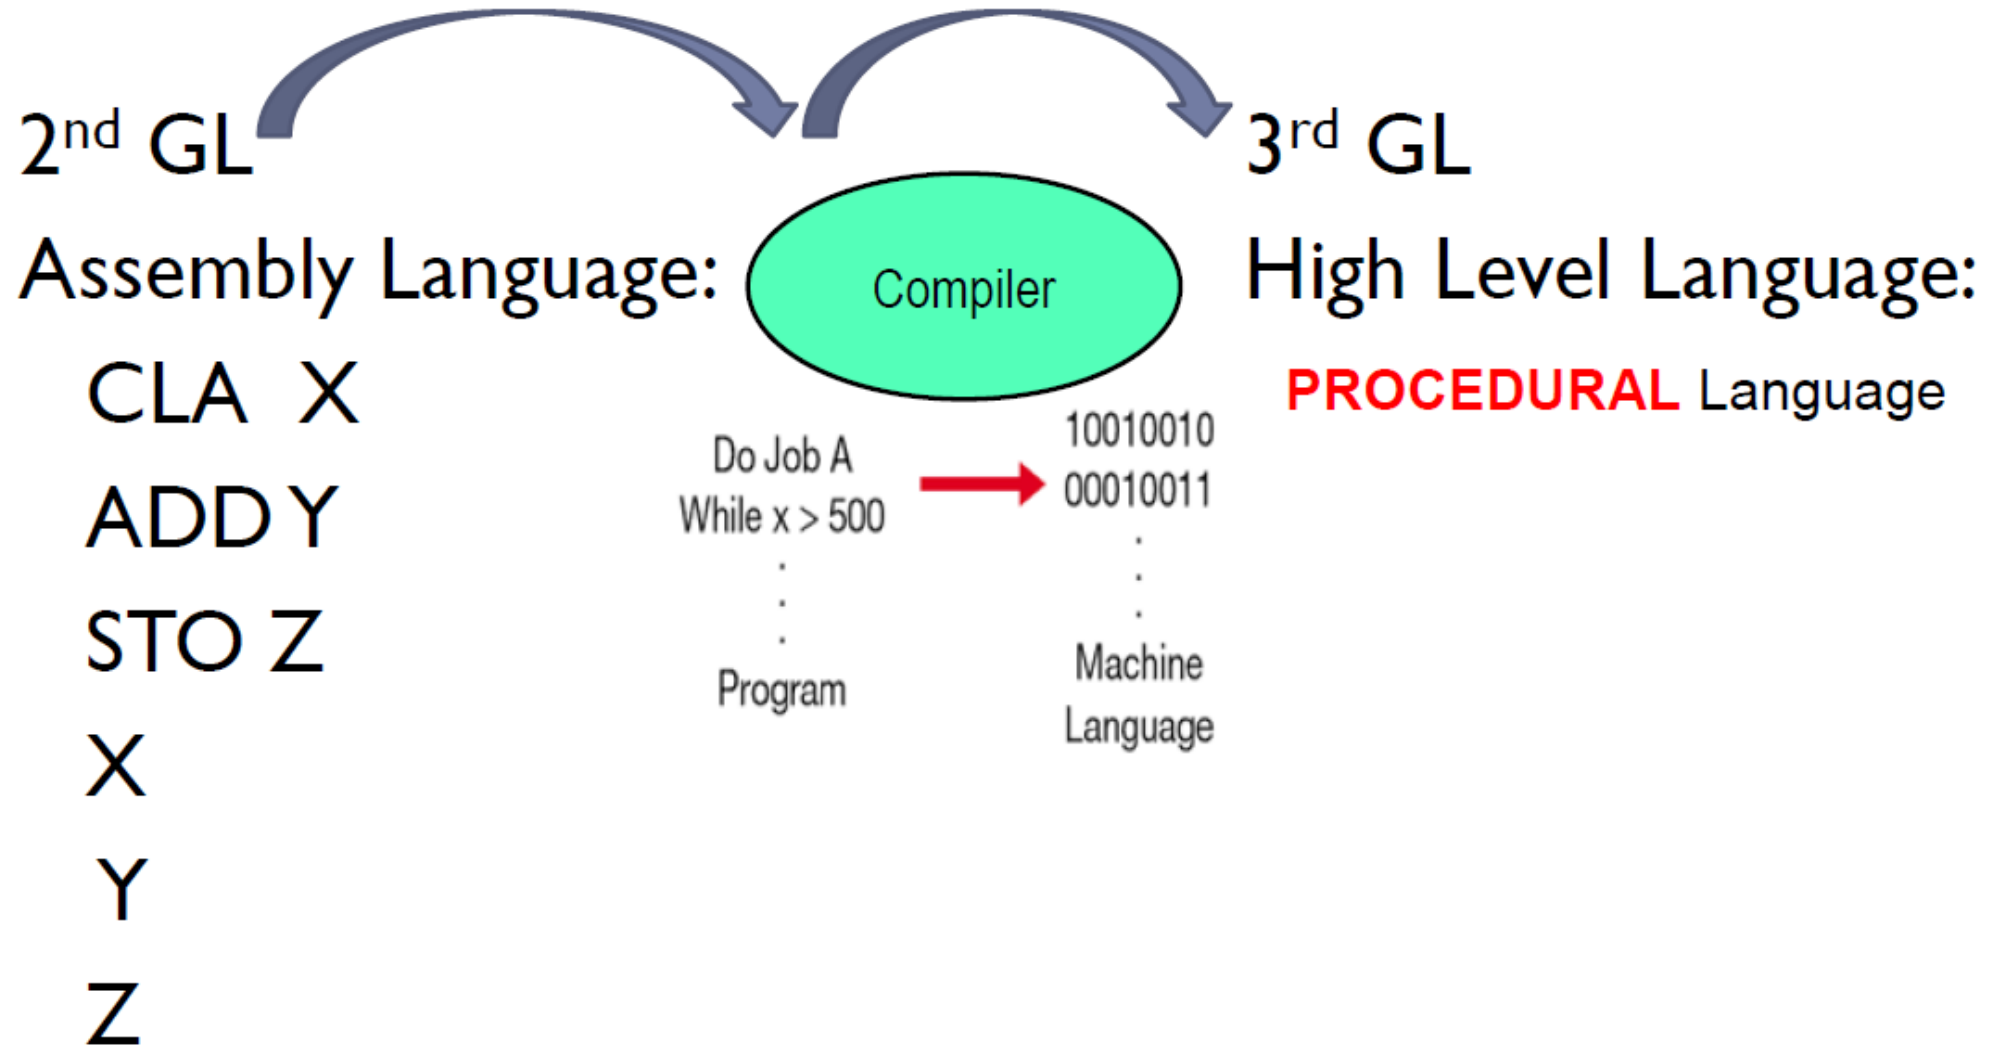 2nd GL
Assembly Language:
CLA X
ADD Y
STO Z
X
Y
Z
Compiler
Do Job A
While x > 500
.
.
.
Program
10010010
00010011
.
.
.
Machine
Language
3rd GL
High Level Language:
PROCEDURAL Language